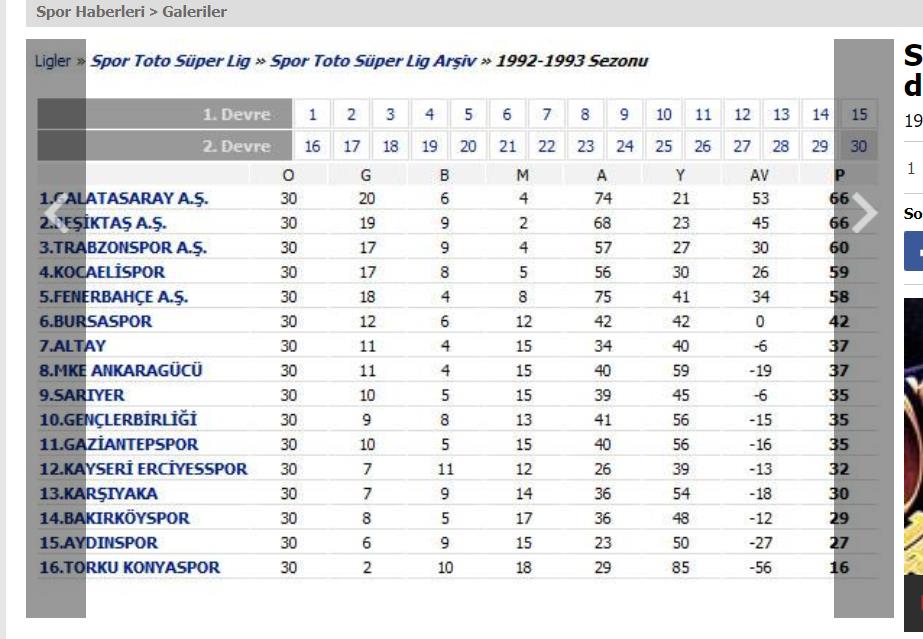 Spor Haberleri > Galeriler
Ligler » Spor Toto Süper Lig » Spor Toto Süper Lig Arşiv » 1992-1993 Sezonu
1. Devre 1 2 3 4 5 6 7 8 9 10 11 12 13 14 15
2. Devre 16 17 18 19 20 21 22 23 24 25 26 27 28 29 30
O G B M A Y AV P
1.GALATASARAY A.Ş. 30 20 6 4 74 21 53 66
2.BEŞİKTAŞ A.Ş. 30 19 9 2 68 23 45 66
3.TRABZONSPOR A.Ş. 30 17 9 4 57 27 30 60
4.KOCAELİSPOR 30 17 8 5 56 30 26 59
5.FENERBAHÇE A.Ş. 30 18 4 8 75 41 34 58
6.BURSASPOR 30 12 6 12 42 42 0 42
7.ALTAY 30 11 4 15 34 40 -6 37
8.MKE ANKARAGÜCÜ 30 11 4 15 40 59 -19 37
9.SARIYER 30 10 5 15 39 45 -6 35
10.GENÇLERBİRLİĞİ 30 9 8 13 41 56 -15 35
11.GAZİANTEPSPOR 30 10 5 15 40 56 -16 35
12.KAYSERİ ERCİYESSPOR 30 7 11 12 26 39 -13 32
13.KARŞIYAKA 30 7 9 14 36 54 -18 30
14.BAKIRKÖYSPOR 30 8 5 17 36 48 -12 29
15.AYDINSPOR 30 6 9 15 23 50 -27 27
16.TORKU KONYASPOR 30 2 10 18 29 85 -56 16
S
d
19
1
So